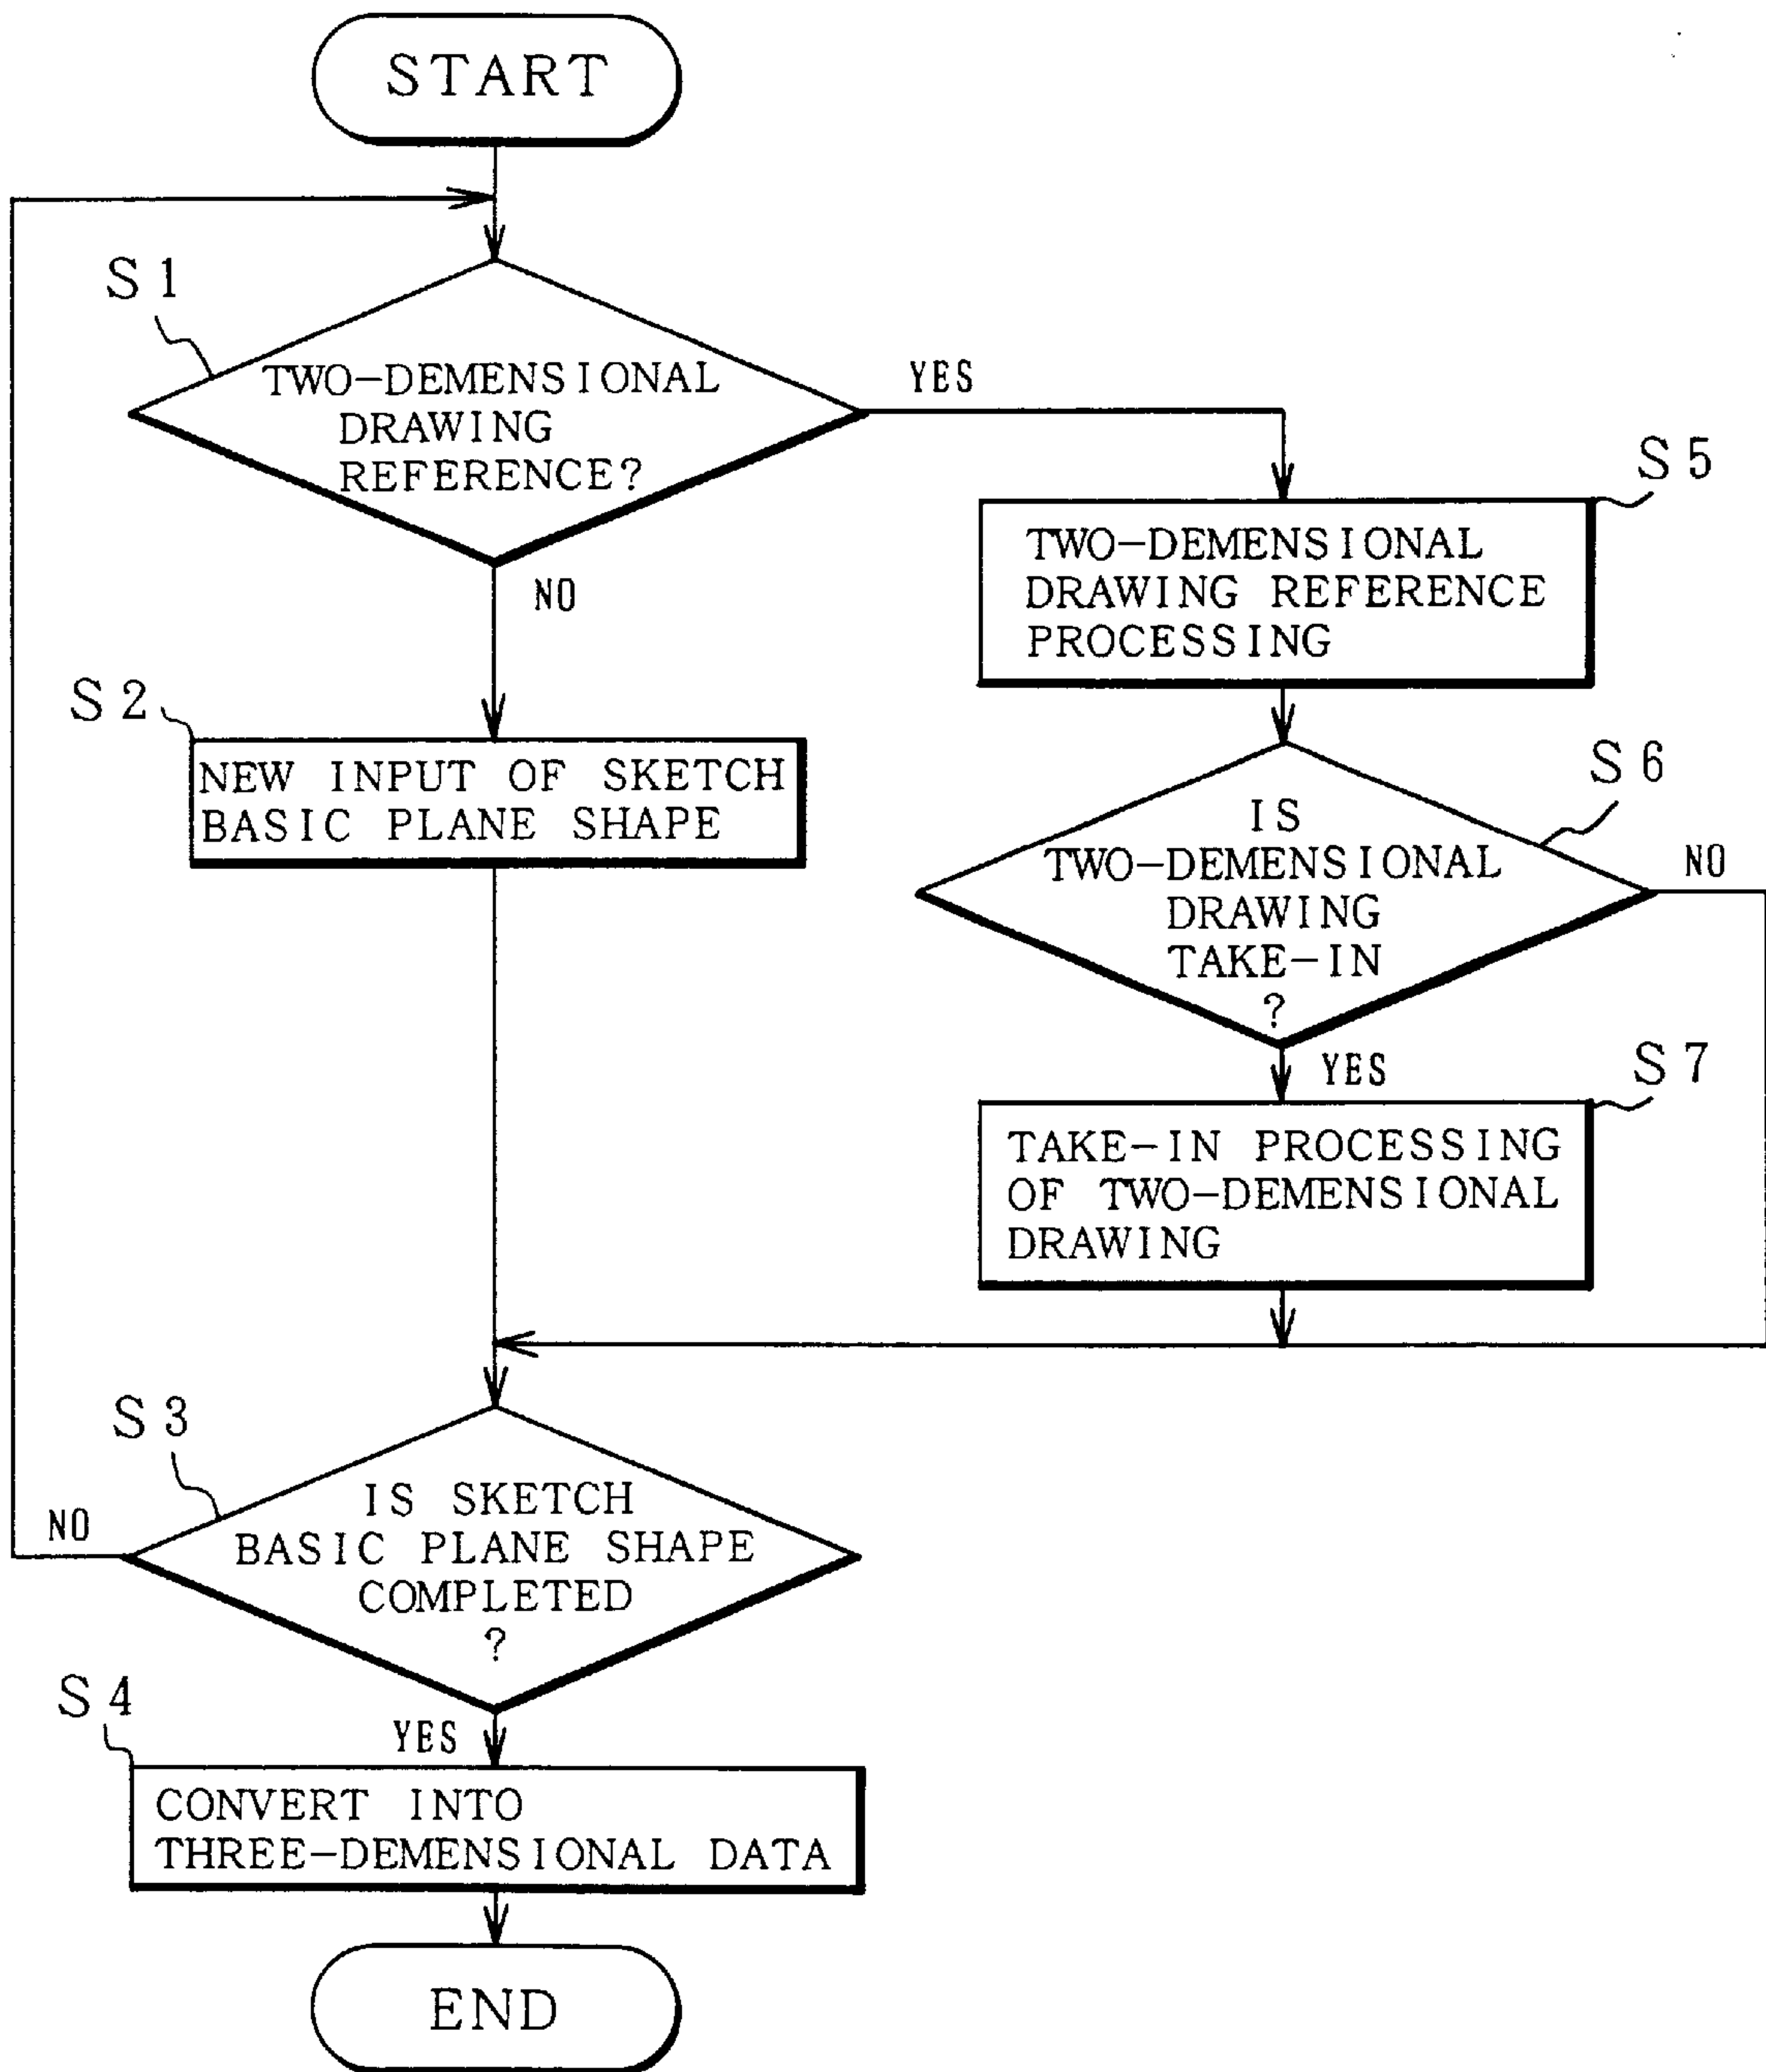 START
S1
TWO-DEMENSIONAL
DRAWING
REFERENCE?
YES
NO
S5
TWO-DEMENSIONAL
DRAWING REFERENCE
PROCESSING
S2
NEW INPUT OF SKETCH
BASIC PLANE SHAPE
S6
IS
TWO-DEMENSIONAL
DRAWING
TAKE-IN
?
NO
YES
S7
TAKE-IN PROCESSING
OF TWO-DEMENSIONAL
DRAWING
S3
IS SKETCH
BASIC PLANE SHAPE
COMPLETED
?
NO
YES
S4
CONVERT INTO
THREE-DEMENSIONAL DATA
END